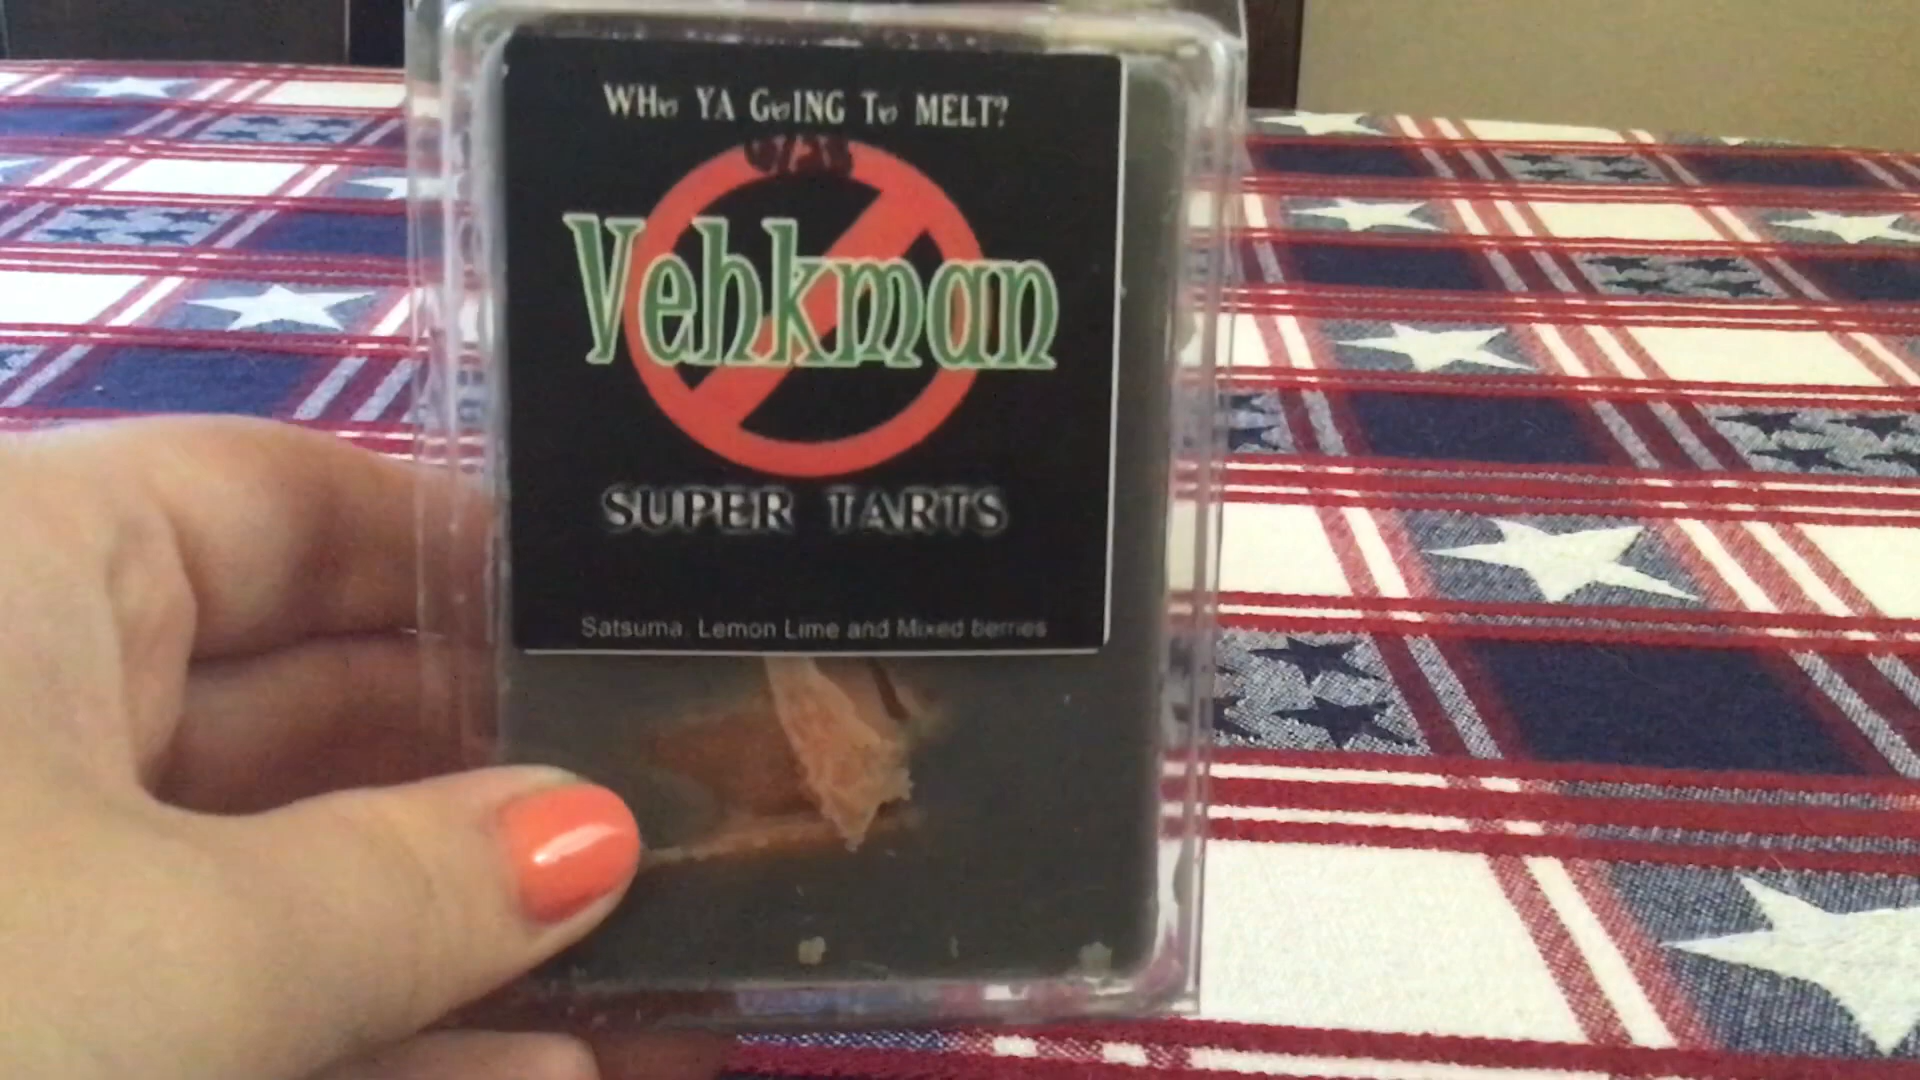 WHo YA GoING To MELT?
Vehkman
SUPER TARTS
Satsuma, Lemon Lime and Mixed berries